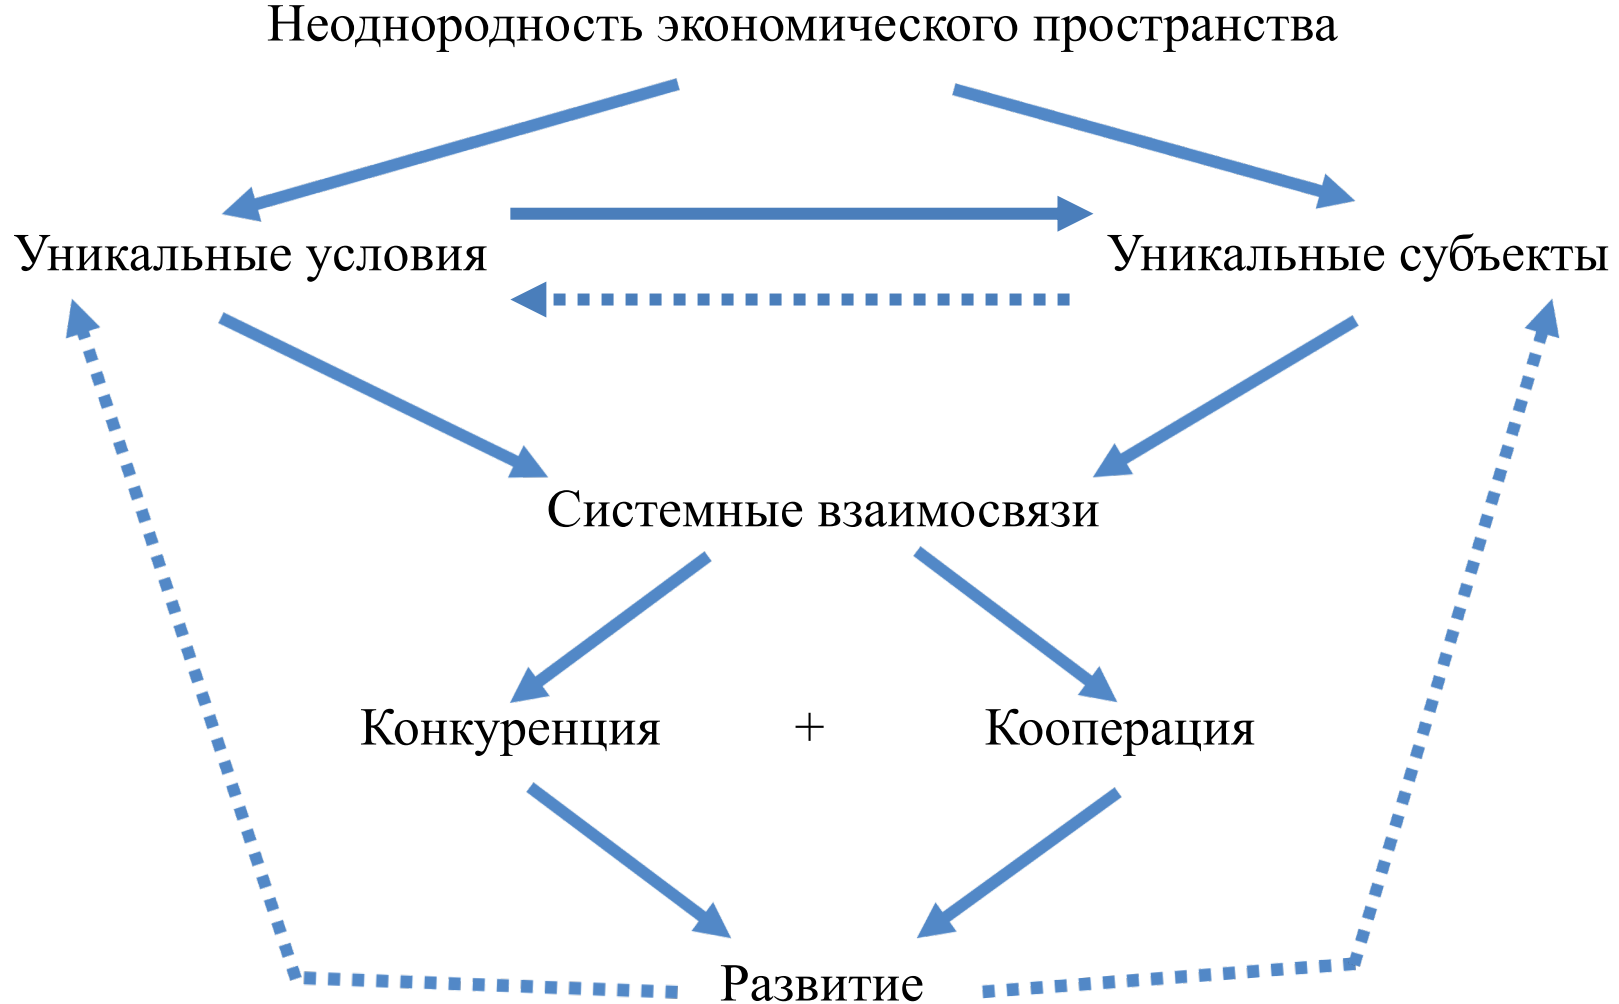 Неоднородность экономического пространства
Уникальные условия
Уникальные субъекты
Системные взаимосвязи
Конкуренция + Кооперация
Развитие